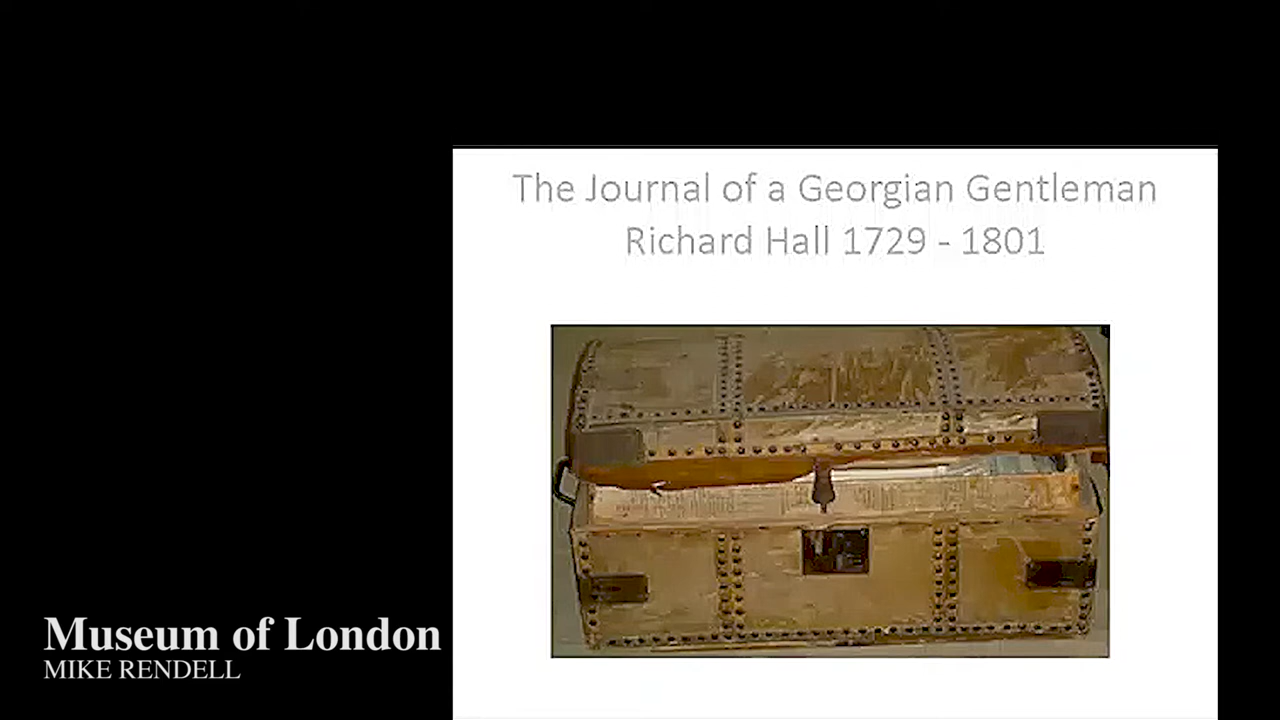 The Journal of a Georgian Gentleman
Richard Hall 1729 - 1801
Museum of London
MIKE RENDELL